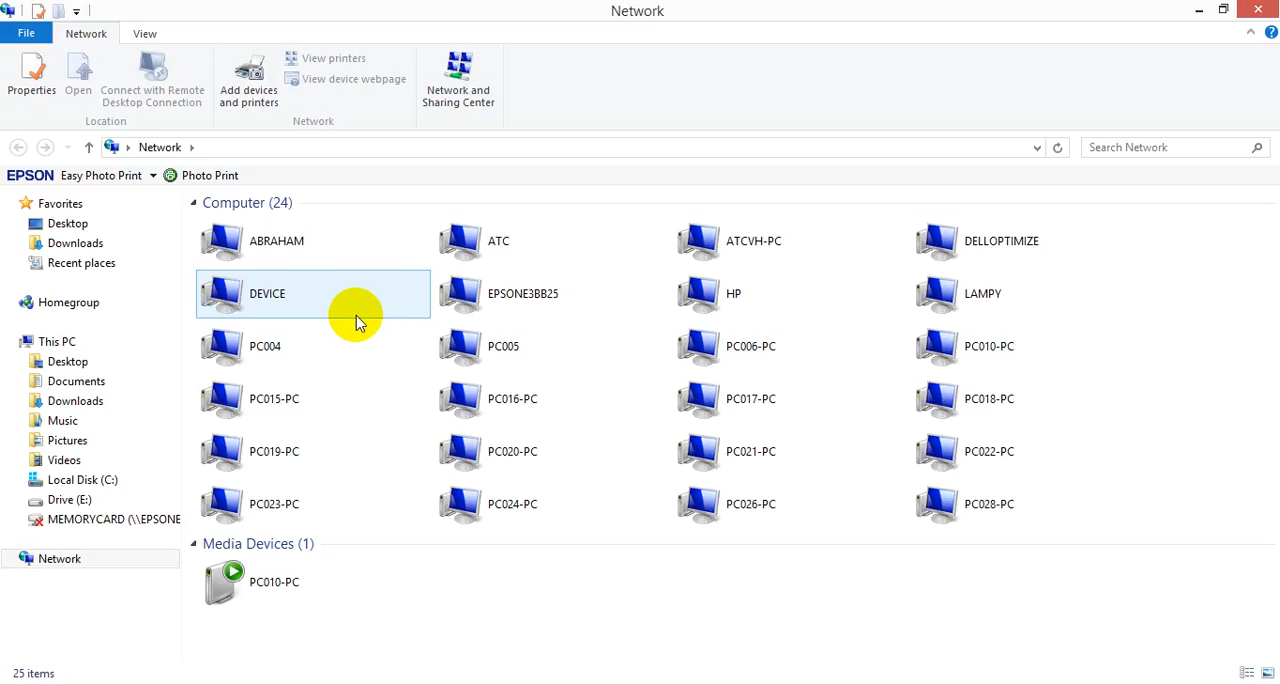 Network
File
Network
View
Properties
Open
Connect with Remote
Desktop Connection
Location
Add devices
and printers
View printers
View device webpage
Network
Network and
Sharing Center
Network
Search Network
EPSON Easy Photo Print
Photo Print
Favorites
Desktop
Downloads
Recent places
Homegroup
This PC
Desktop
Documents
Downloads
Music
Pictures
Videos
Local Disk (C:)
Drive (E:)
MEMORYCARD (\\EPSONE
Network
Computer (24)
ABRAHAM
ATC
ATCVH-PC
DELLOPTIMIZE
DEVICE
EPSONE3BB25
HP
LAMPY
PC004
PC005
PC006-PC
PC010-PC
PC015-PC
PC016-PC
PC017-PC
PC018-PC
PC019-PC
PC020-PC
PC021-PC
PC022-PC
PC023-PC
PC024-PC
PC026-PC
PC028-PC
Media Devices (1)
PC010-PC
25 items